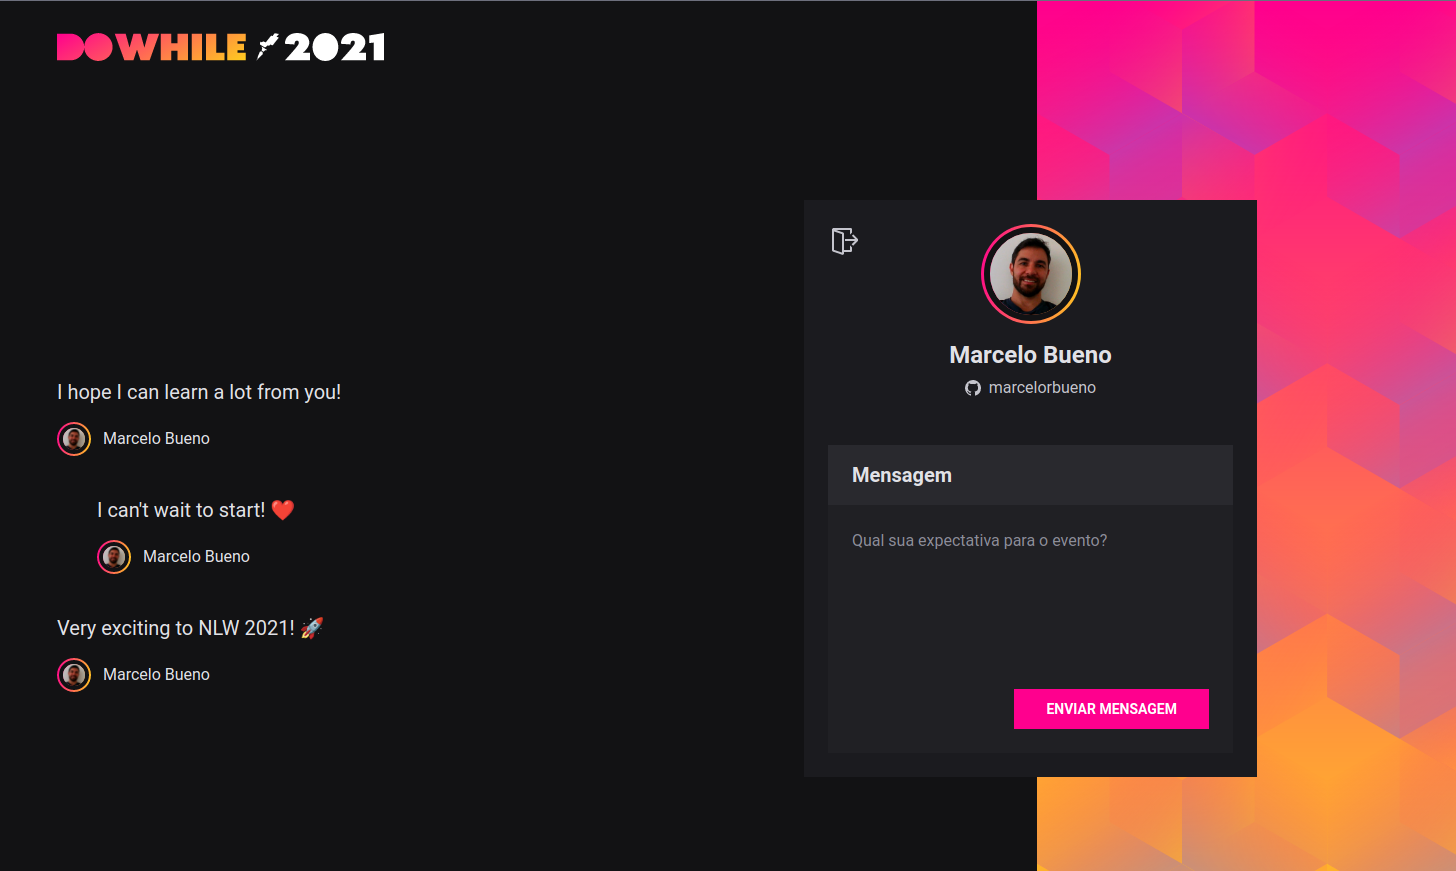 DOWHILE 2021
I hope I can learn a lot from you!
Marcelo Bueno
I can't wait to start! ❤️
Marcelo Bueno
Very exciting to NLW 2021! 🚀
Marcelo Bueno
Marcelo Bueno
marcelorbueno
Mensagem
Qual sua expectativa para o evento?
ENVIAR MENSAGEM